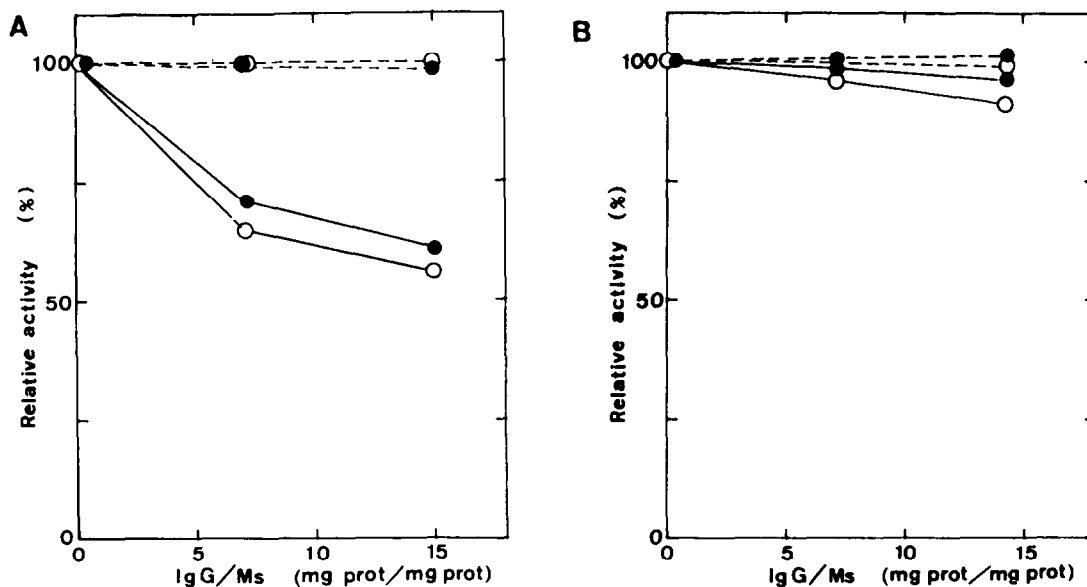 A
100
50
0
Relative activity (%)
0 5 10 15
IgG/Ms (mg prot/mg prot)
B
100
50
0
Relative activity (%)
0 5 10 15
IgG/Ms (mg prot/mg prot)